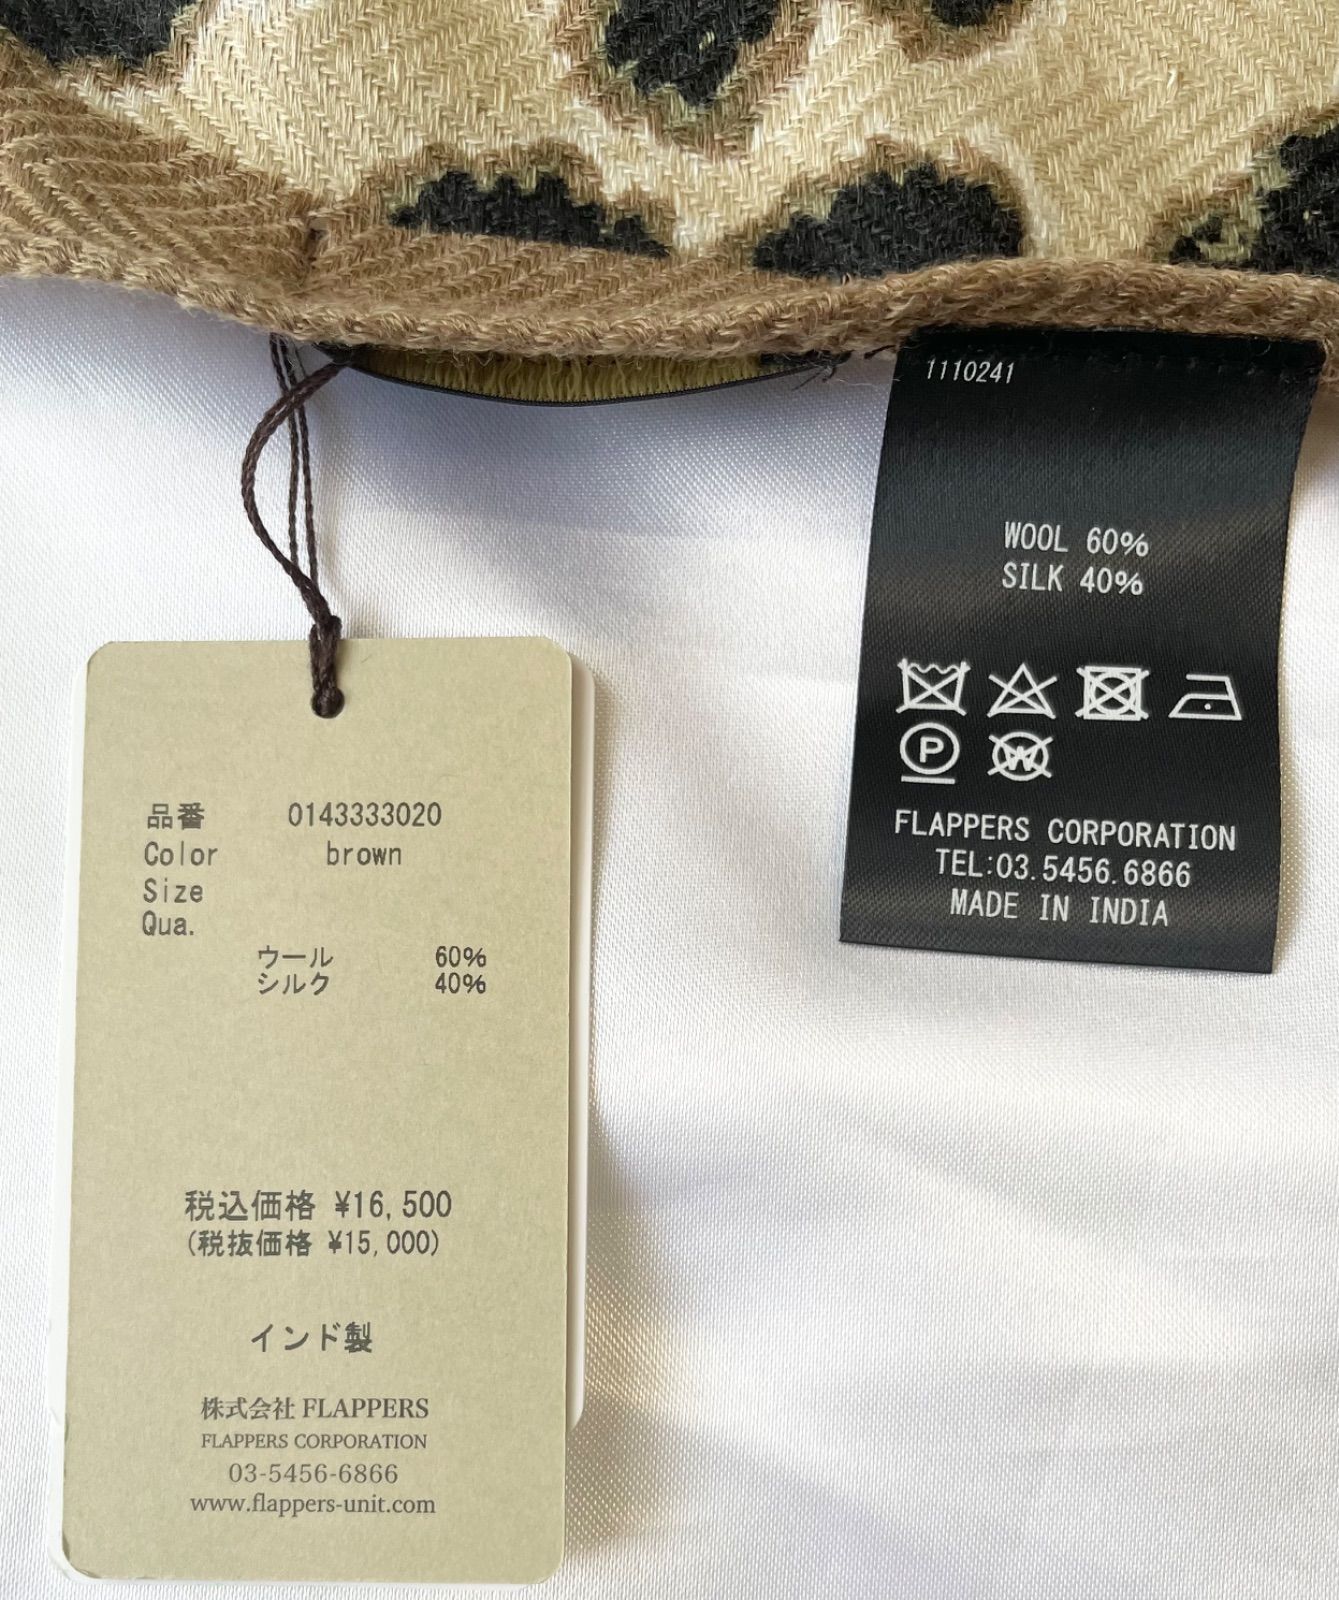 1110241
WOOL 60%
SILK 40%
P
W
FLAPPERS CORPORATION
TEL:03.5456.6866
MADE IN INDIA
品番 0143333020
Color brown
Size
Qua.
ウール 60%
シルク 40%
税込価格 ¥16,500
(税抜価格 ¥15,000)
インド製
株式会社 FLAPPERS
FLAPPERS CORPORATION
03-5456-6866
www.flappers-unit.com